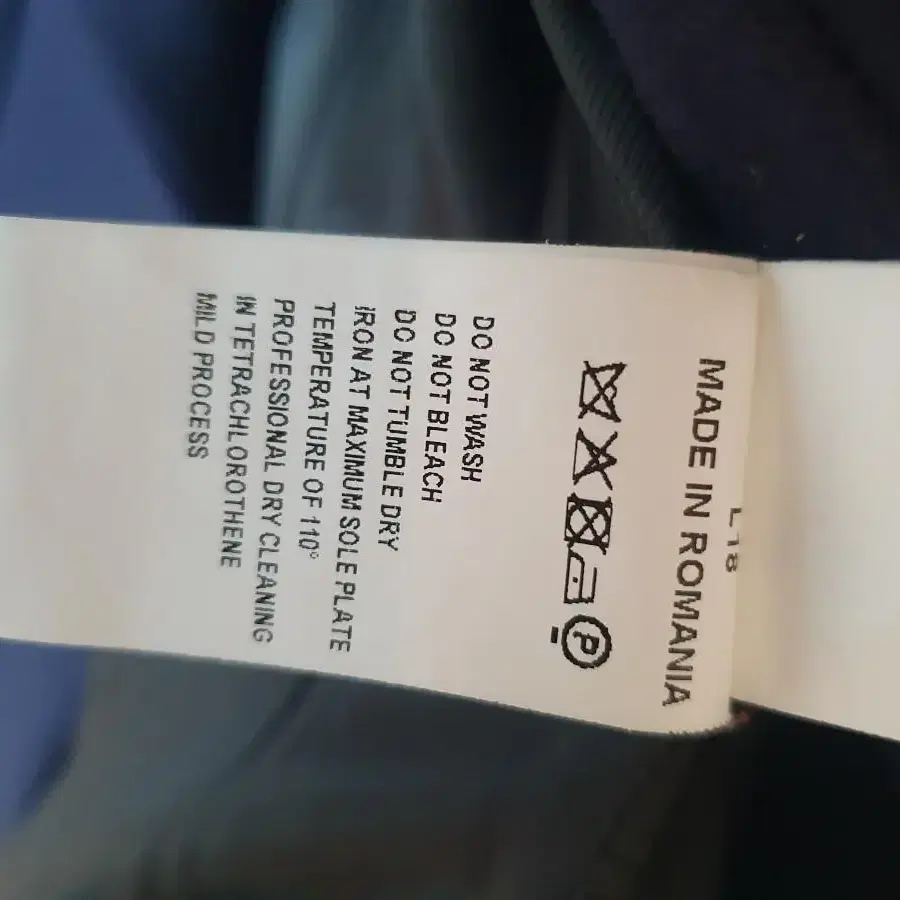 L 18
MADE IN ROMANIA
P
DO NOT WASH
DO NOT BLEACH
DO NOT TUMBLE DRY
IRON AT MAXIMUM SOLE PLATE
TEMPERATURE OF 110°
PROFESSIONAL DRY CLEANING
IN TETRACHLOROTHENE
MILD PROCESS